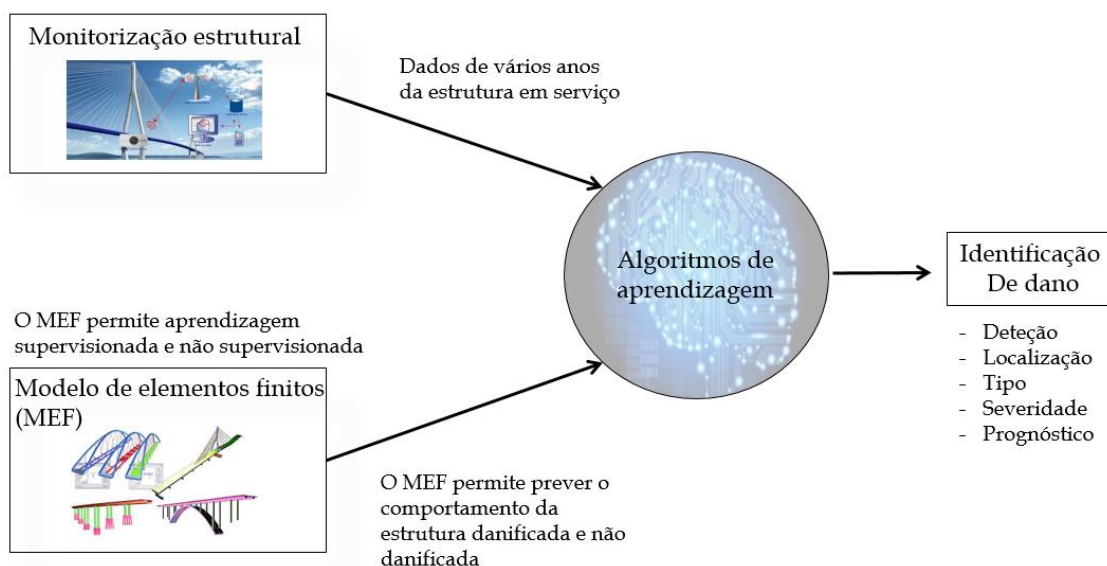 Monitorização estrutural
Dados de vários anos
da estrutura em serviço
Algoritmos de
aprendizagem
Identificação
De dano
- Deteção
- Localização
- Tipo
- Severidade
- Prognóstico
O MEF permite aprendizagem
supervisionada e não supervisionada
Modelo de elementos finitos
(MEF)
O MEF permite prever o
comportamento da
estrutura danificada e não
danificada